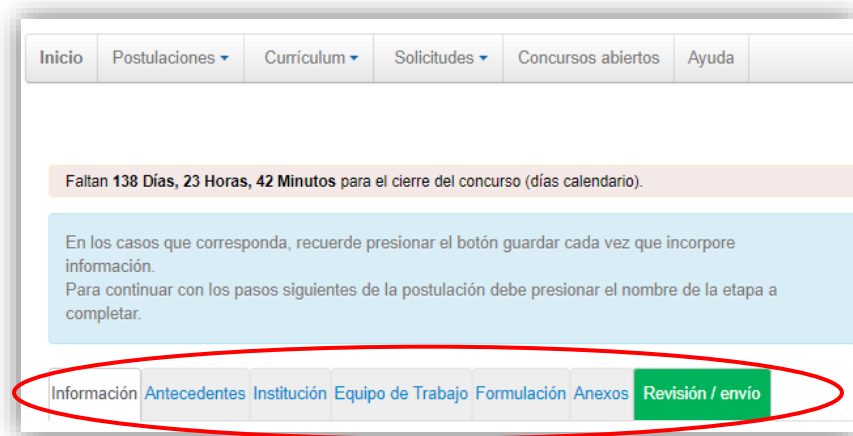 Inicio Postulaciones Currículum Solicitudes Concursos abiertos Ayuda
Faltan 138 Días, 23 Horas, 42 Minutos para el cierre del concurso (días calendario).
En los casos que corresponda, recuerde presionar el botón guardar cada vez que incorpore
información.
Para continuar con los pasos siguientes de la postulación debe presionar el nombre de la etapa a
completar.
Información Antecedentes Institución Equipo de Trabajo Formulación Anexos Revisión / envío